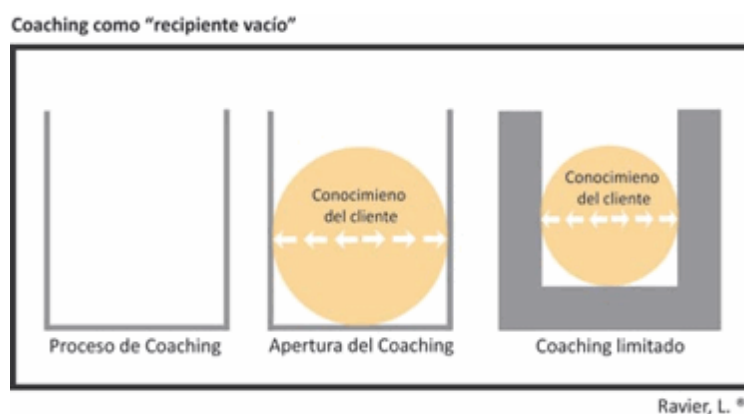 Coaching como “recipiente vacío”
Conocimieno
del cliente
Conocimieno
del cliente
Proceso de Coaching
Apertura del Coaching
Coaching limitado
Ravier, L. ®